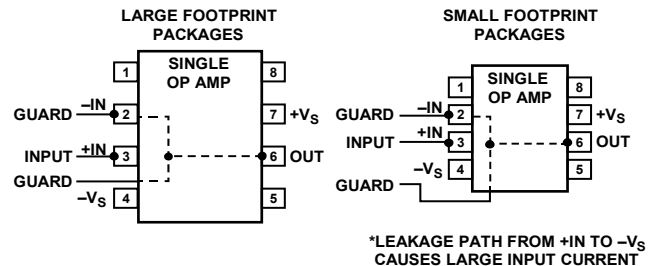 LARGE FOOTPRINT
PACKAGES
SINGLE
OP AMP
1
8
GUARD
–IN
2
7
+VS
INPUT
+IN
3
6
OUT
GUARD
–VS
4
5
SMALL FOOTPRINT
PACKAGES
SINGLE
OP AMP
1
8
GUARD
–IN
2
7
+VS
INPUT
+IN
3
6
OUT
–VS
4
5
GUARD
*LEAKAGE PATH FROM +IN TO –VS
CAUSES LARGE INPUT CURRENT